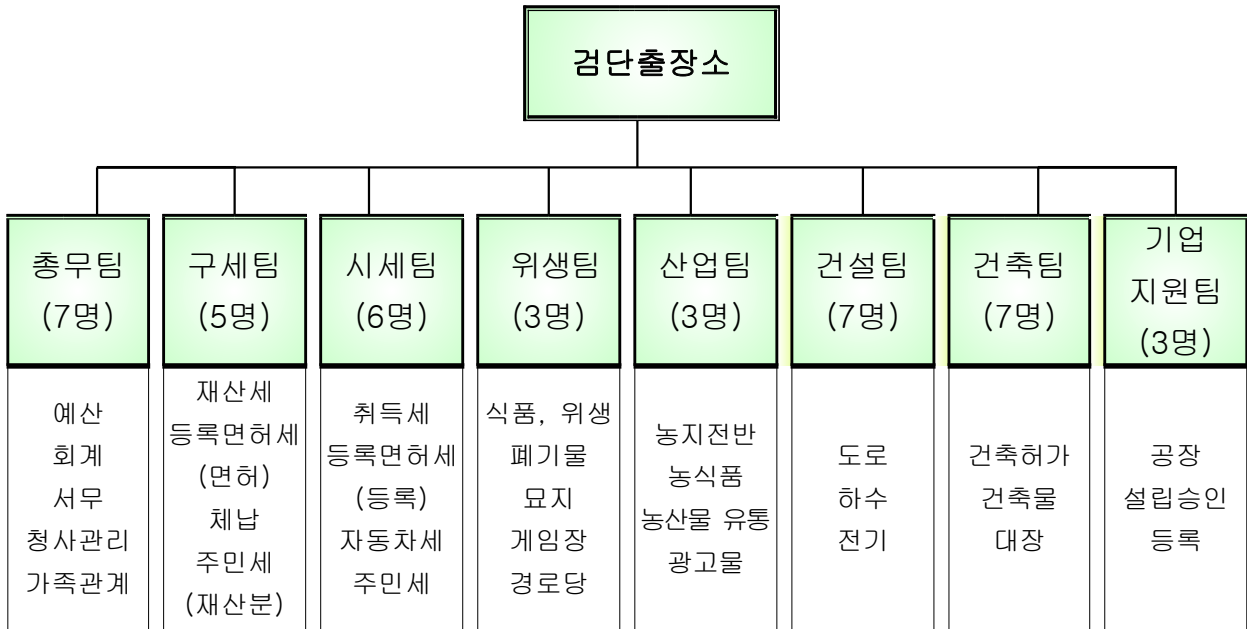 검단출장소
총무팀
(7명)
구세팀
(5명)
시세팀
(6명)
위생팀
(3명)
산업팀
(3명)
건설팀
(7명)
건축팀
(7명)
기업
지원팀
(3명)
예산
회계
서무
청사관리
가족관계
재산세
등록면허세
(면허)
체납
주민세
(재산분)
취득세
등록면허세
(등록)
자동차세
주민세
식품, 위생
폐기물
묘지
게임장
경로당
농지전반
농식품
농산물 유통
광고물
도로
하수
전기
건축허가
건축물
대장
공장
설립승인
등록